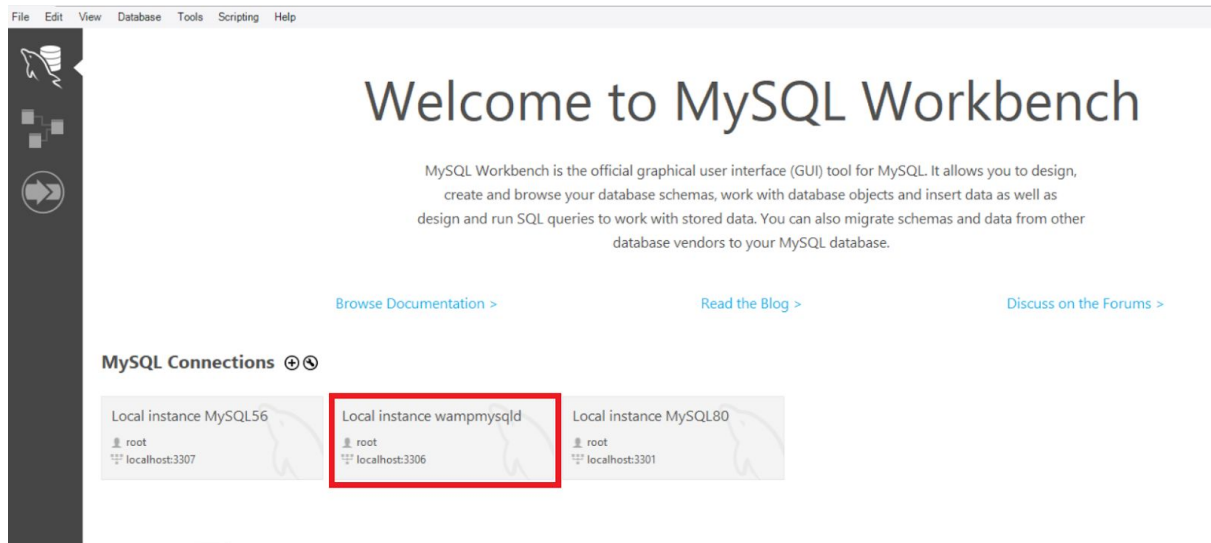 File Edit View Database Tools Scripting Help
Welcome to MySQL Workbench
MySQL Workbench is the official graphical user interface (GUI) tool for MySQL. It allows you to design,
create and browse your database schemas, work with database objects and insert data as well as
design and run SQL queries to work with stored data. You can also migrate schemas and data from other
database vendors to your MySQL database.
Browse Documentation > Read the Blog > Discuss on the Forums >
MySQL Connections
Local instance MySQL56
root
localhost:3307
Local instance wampmysqld
root
localhost:3306
Local instance MySQL80
root
localhost:3301